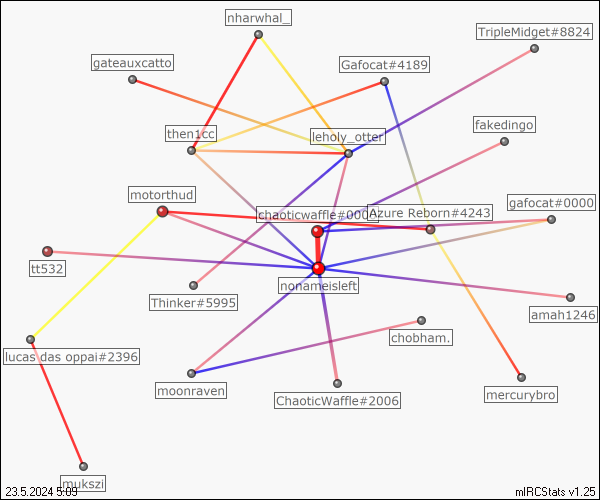 nharwhal_
TripleMidget#8824
gateauxcatto
Gafocat#4189
fakedingo
then1cc
leholy_otter
motorthud
gafocat#0000
chaoticwaffle#000
Azure Reborn#4243
tt532
nonameisleft
Thinker#5995
amah1246
chobham.
lucas das oppai#2396
moonraven
ChaoticWaffle#2006
mercurybro
mukszi
23.5.2024 5:09
mIRCStats v1.25